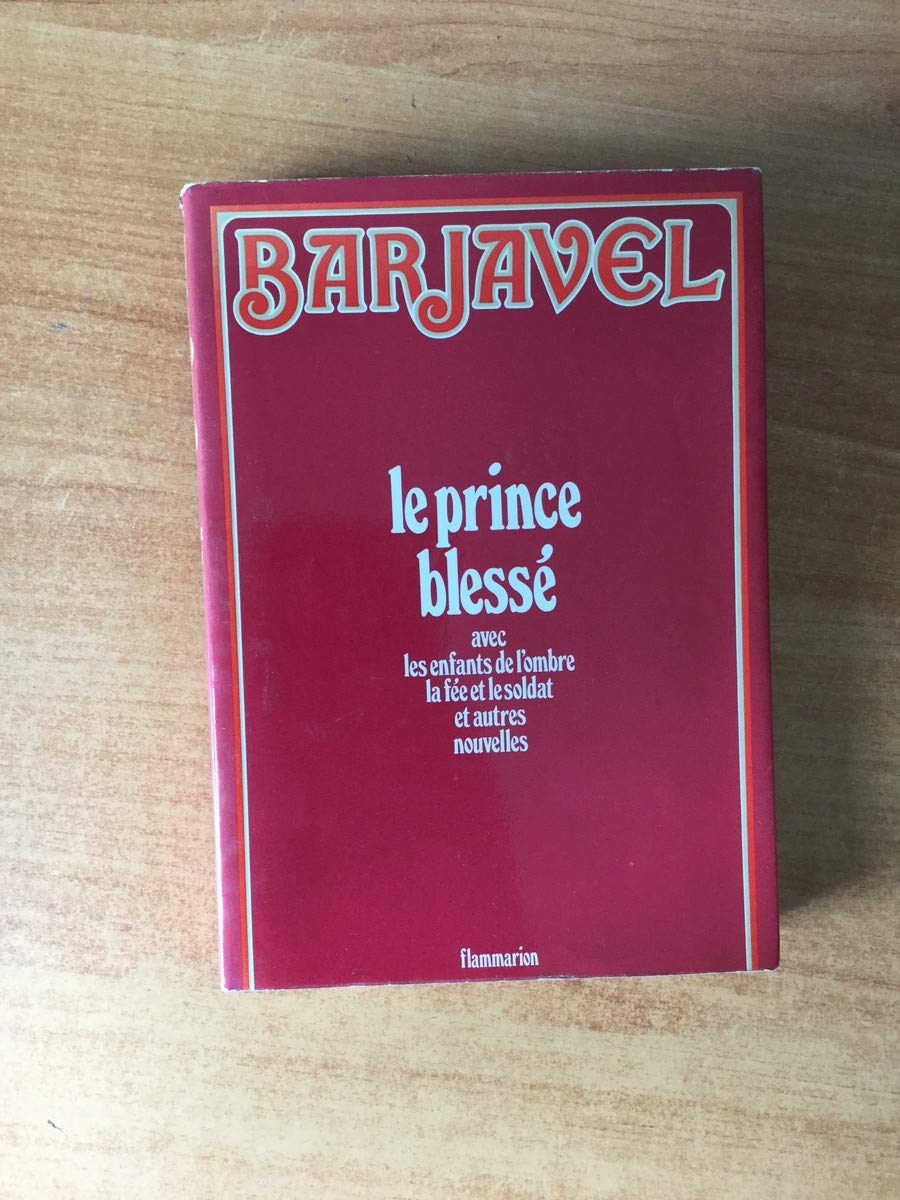 BARJAVEL
le prince
blessé
avec
les enfants de l'ombre
la fée et le soldat
et autres
nouvelles
flammarion